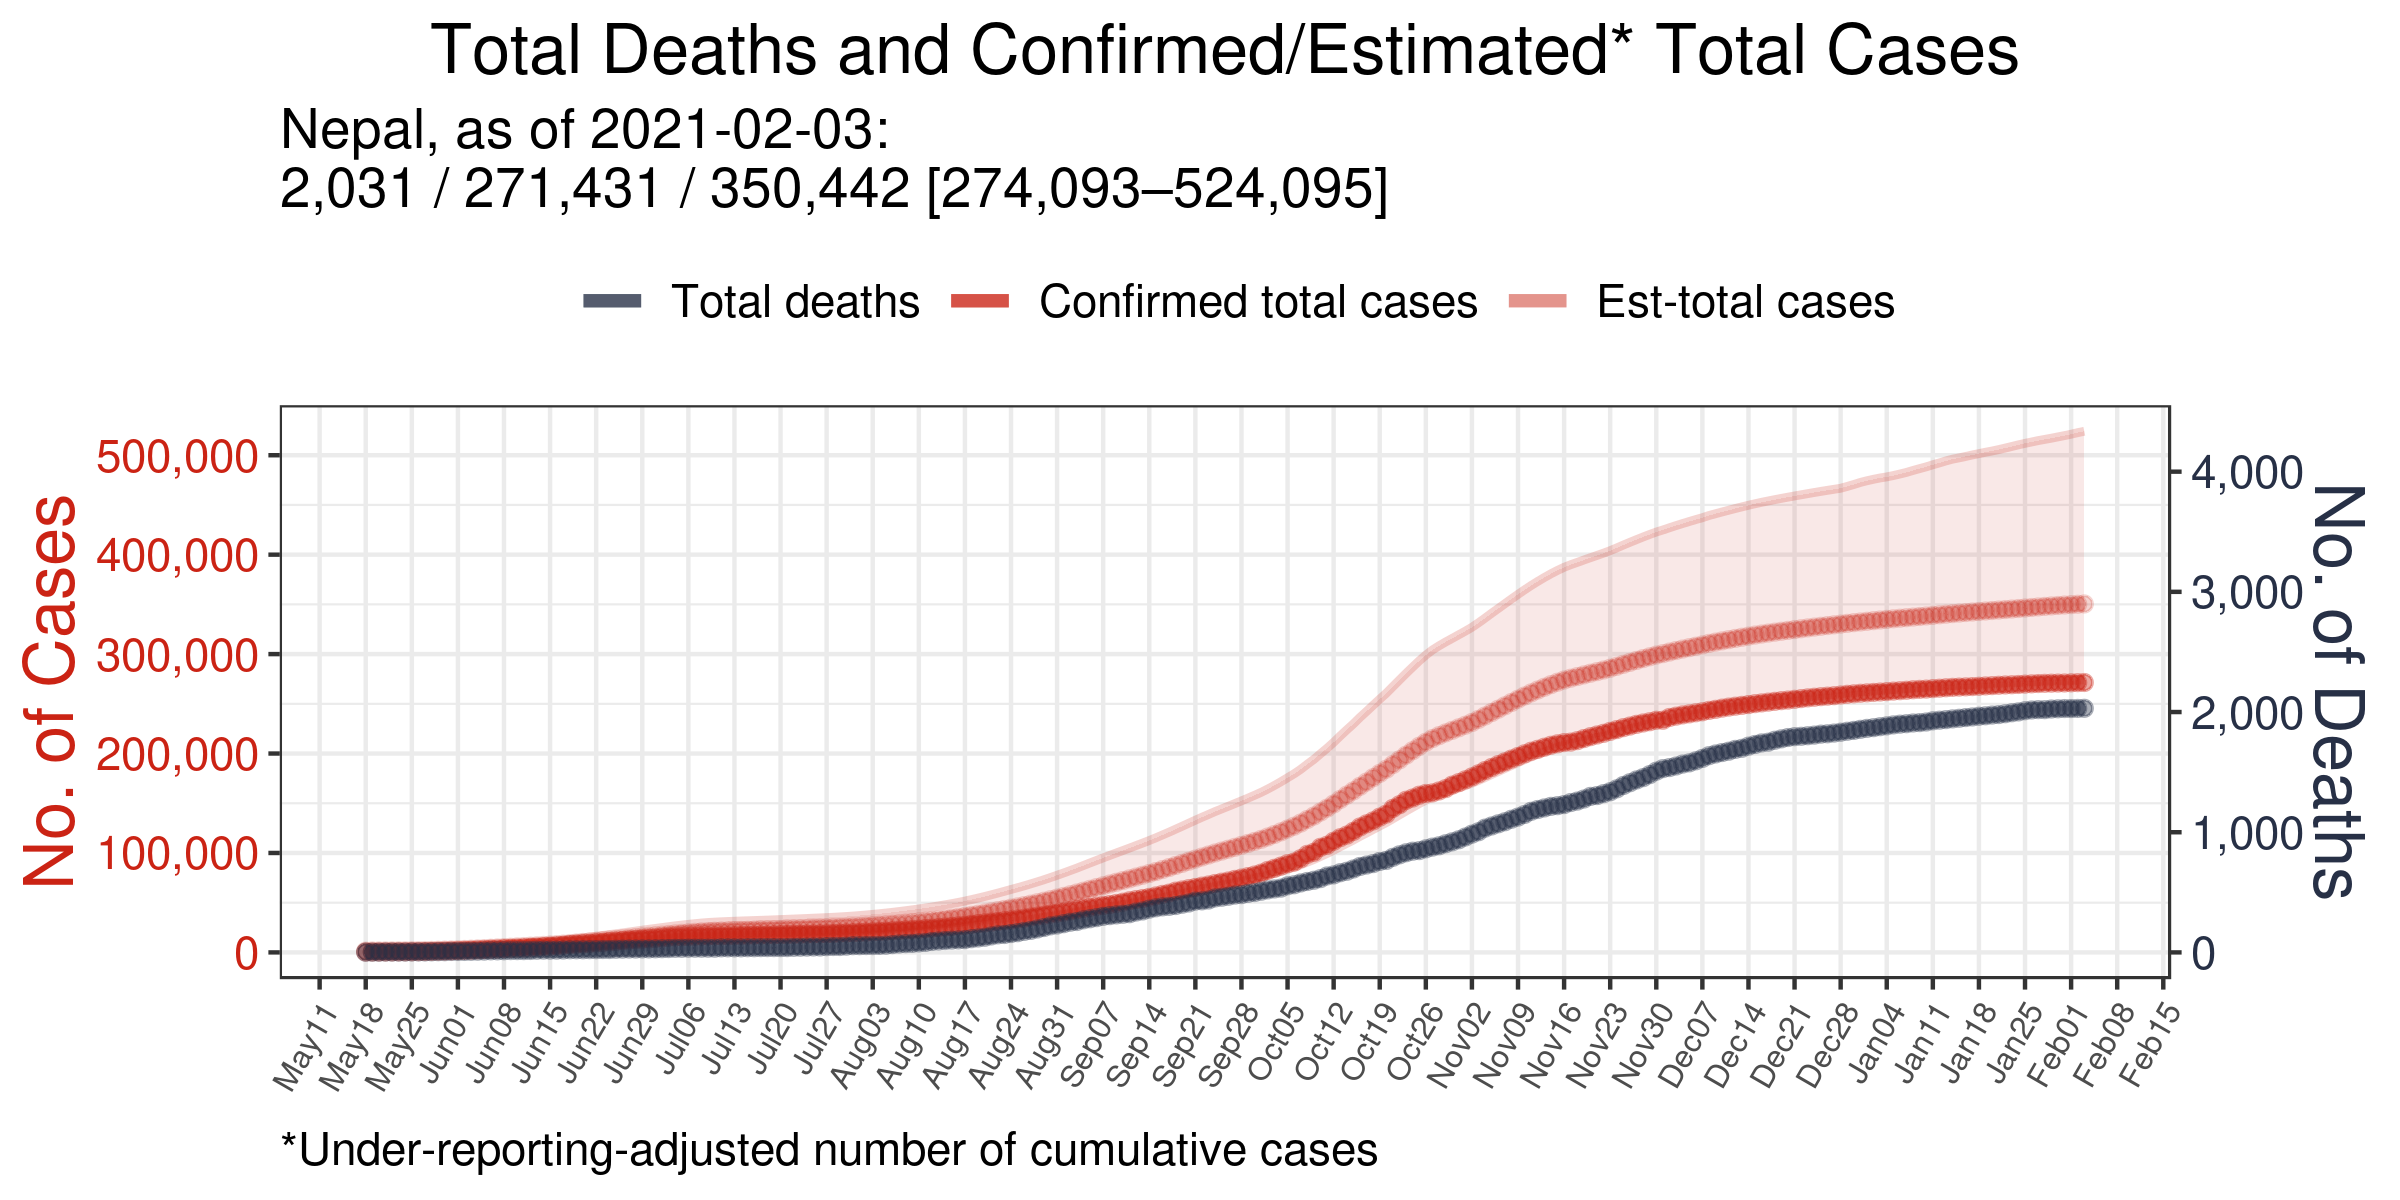 Total Deaths and Confirmed/Estimated* Total Cases
Nepal, as of 2021-02-03:
2,031 / 271,431 / 350,442 [274,093–524,095]
Total deaths
Confirmed total cases
Est-total cases
No. of Cases
500,000
400,000
300,000
200,000
100,000
0
4,000
3,000
2,000
1,000
0
No. of Deaths
May11
May18
May25
Jun01
Jun08
Jun15
Jun22
Jun29
Jul06
Jul13
Jul20
Jul27
Aug03
Aug10
Aug17
Aug24
Aug31
Sep07
Sep14
Sep21
Sep28
Oct05
Oct12
Oct19
Oct26
Nov02
Nov09
Nov16
Nov23
Nov30
Dec07
Dec14
Dec21
Dec28
Jan04
Jan11
Jan18
Jan25
Feb01
Feb08
Feb15
*Under-reporting-adjusted number of cumulative cases